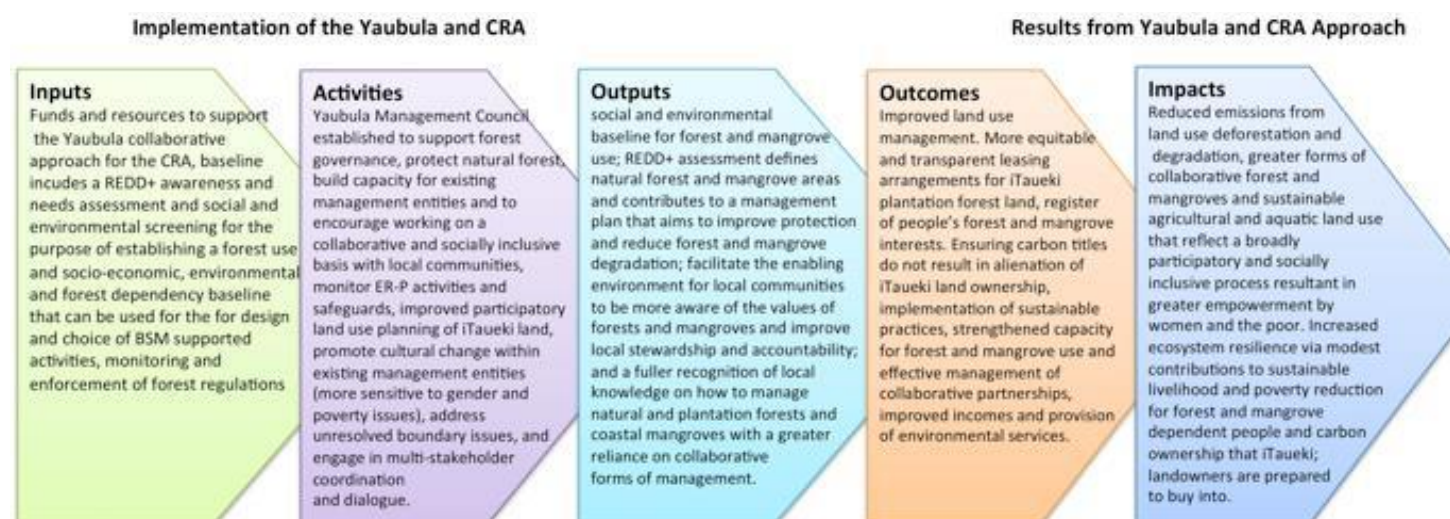 Implementation of the Yaubula and CRA
Results from Yaubula and CRA Approach
Inputs
Funds and resources to support
the Yaubula collaborative
approach for the CRA, baseline
incudes a REDD+ awareness and
needs assessment and social and
environmental screening for the
purpose of establishing a forest use
and socio-economic, environmental
and forest dependency baseline
that can be used for the for design
and choice of BSM supported
activities, monitoring and
enforcement of forest regulations
Activities
Yaubula Management Council
established to support forest
governance, protect natural forest,
build capacity for existing
management entities and to
encourage working on a
collaborative and socially inclusive
basis with local communities,
monitor ER-P activities and
safeguards, improved participatory
land use planning of iTaueki land,
promote cultural change within
existing management entities
(more sensitive to gender and
poverty issues), address
unresolved boundary issues, and
engage in multi-stakeholder
coordination
and dialogue.
Outputs
social and environmental
baseline for forest and mangrove
use; REDD+ assessment defines
natural forest and mangrove areas
and contributes to a management
plan that aims to improve protection
and reduce forest and mangrove
degradation; facilitate the enabling
environment for local communities
to be more aware of the values of
forests and mangroves and improve
local stewardship and accountability;
and a fuller recognition of local
knowledge on how to manage
natural and plantation forests and
coastal mangroves with a greater
reliance on collaborative
forms of management.
Outcomes
Improved land use
management. More equitable
and transparent leasing
arrangements for iTaueki
plantation forest land, register
of people's forest and mangrove
interests. Ensuring carbon titles
do not result in alienation of
iTaueki land ownership,
implementation of sustainable
practices, strengthened capacity
for forest and mangrove use and
effective management of
collaborative partnerships,
improved incomes and provision
of environmental services.
Impacts
Reduced emissions from
land use deforestation and
degradation, greater forms of
collaborative forest and
mangroves and sustainable
agricultural and aquatic land use
that reflect a broadly
participatory and socially
inclusive process resultant in
greater empowerment by
women and the poor. Increased
ecosystem resilience via modest
contributions to sustainable
livelihood and poverty reduction
for forest and mangrove
dependent people and carbon
ownership that iTaueki;
landowners are prepared
to buy into.